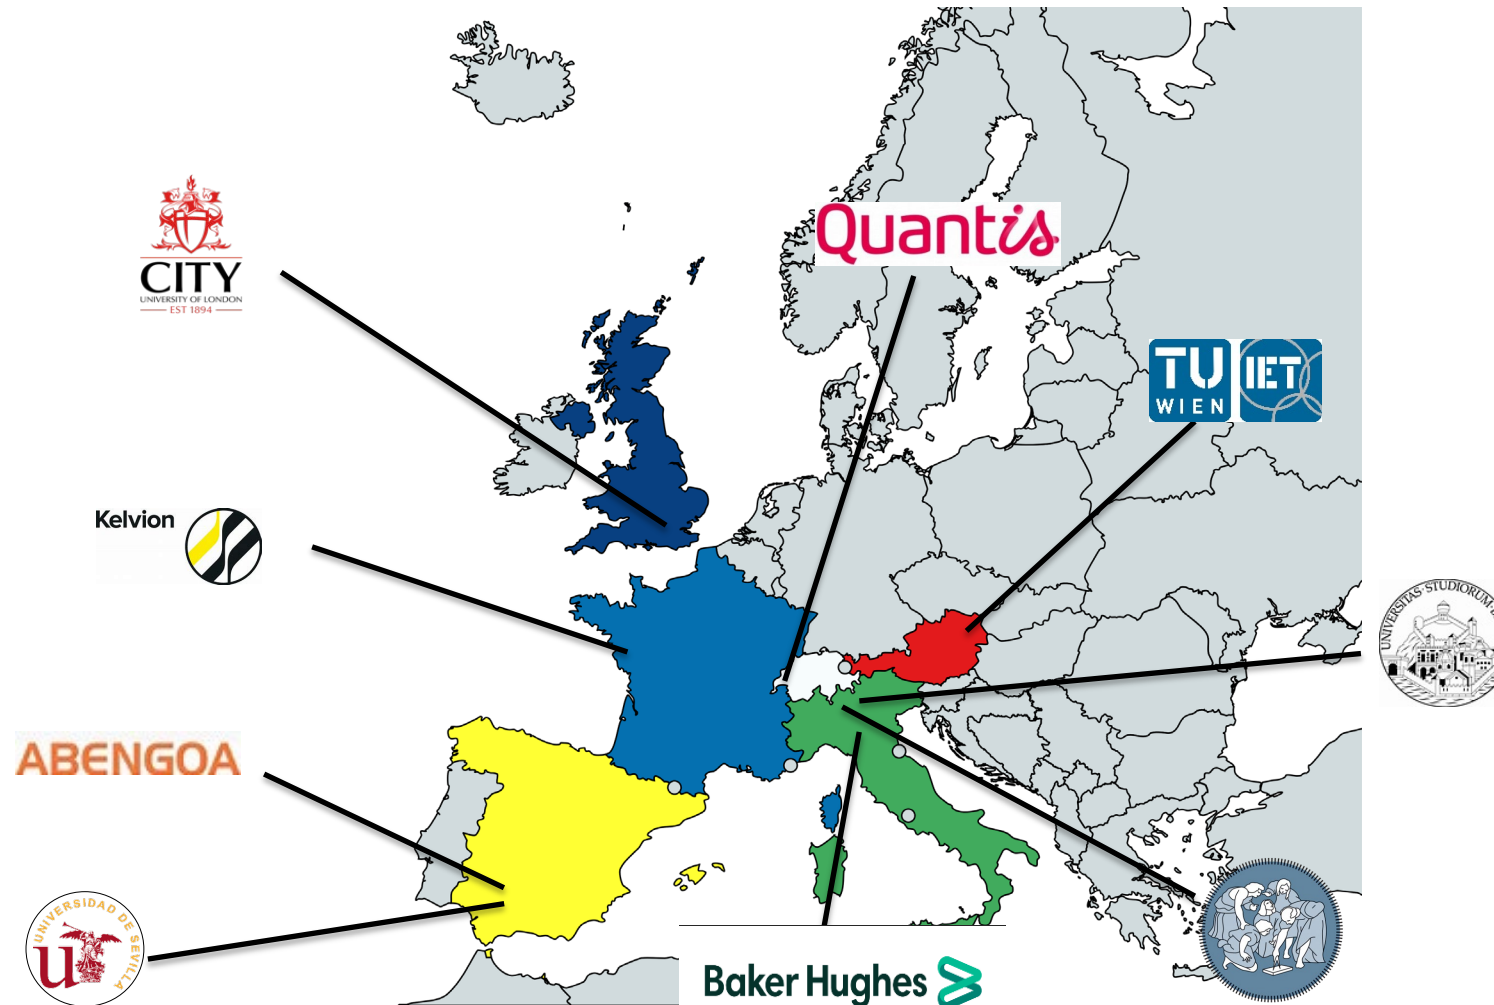 CITY
UNIVERSITY OF LONDON
EST 1894
Quantis
TU
WIEN
IET
Kelvion
UNIVERSITAS · STUDIORUM
ABENGOA
UNIVERSIDAD DE SEVILLA
US
Baker Hughes